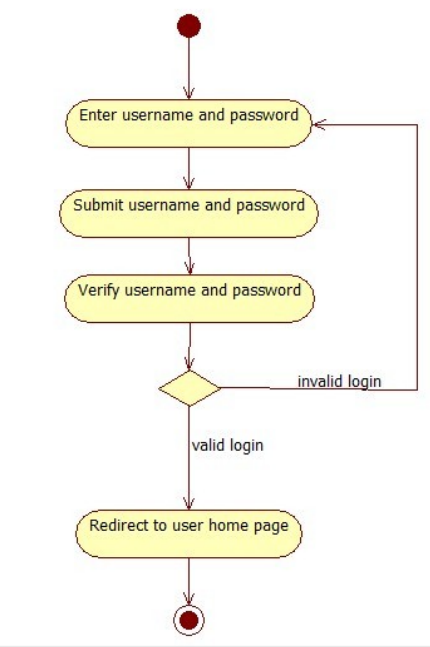 Enter username and password
Submit username and password
Verify username and password
invalid login
valid login
Redirect to user home page